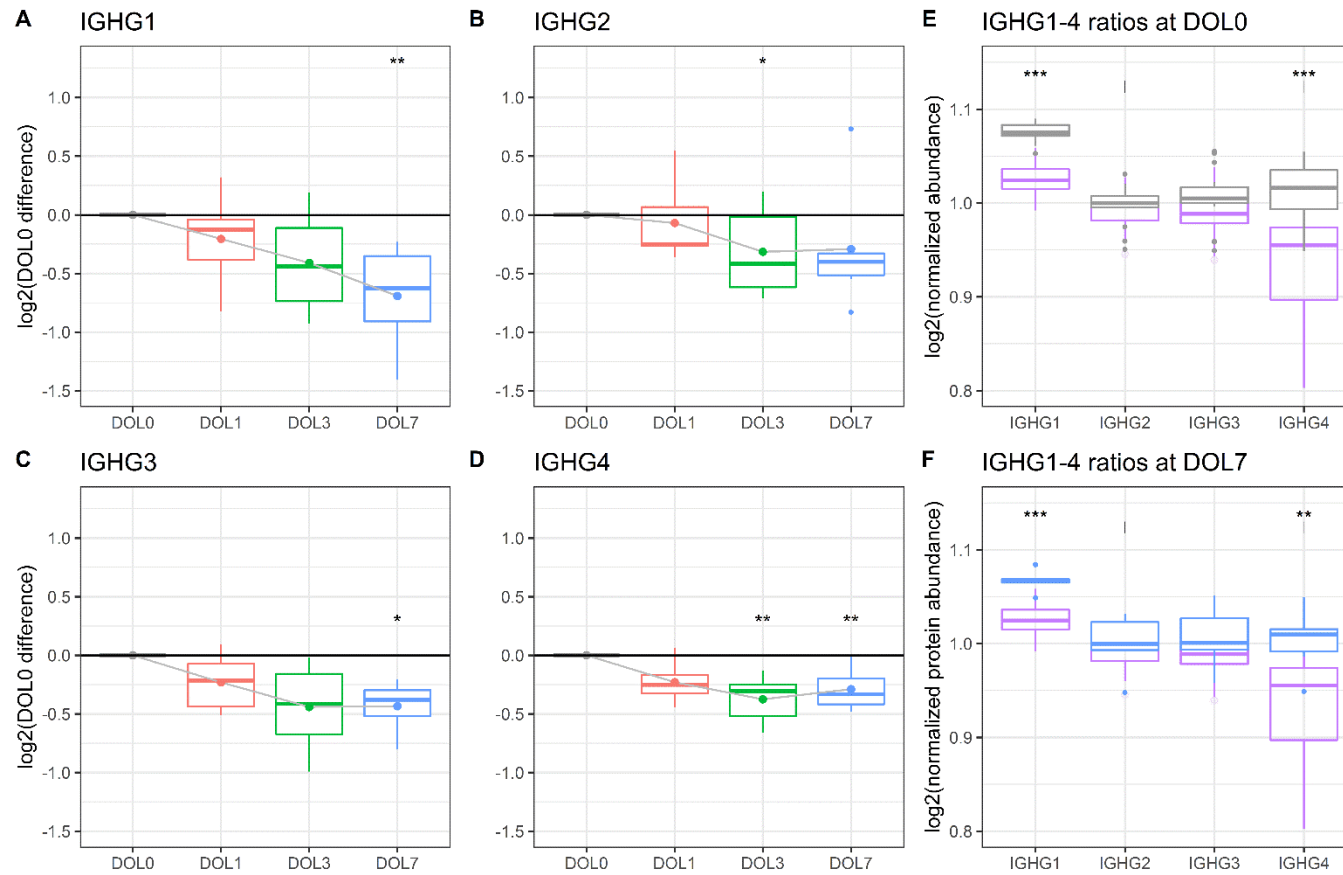 A IGHG1
log2(DOL0 difference)
**
1.0
0.5
0.0
-0.5
-1.0
-1.5
DOL0 DOL1 DOL3 DOL7
B IGHG2
*
1.0
0.5
0.0
-0.5
-1.0
-1.5
DOL0 DOL1 DOL3 DOL7
E IGHG1-4 ratios at DOL0
log2(normalized abundance)
*** ***
1.1
1.0
0.9
0.8
IGHG1 IGHG2 IGHG3 IGHG4
C IGHG3
log2(DOL0 difference)
*
1.0
0.5
0.0
-0.5
-1.0
-1.5
DOL0 DOL1 DOL3 DOL7
D IGHG4
** **
1.0
0.5
0.0
-0.5
-1.0
-1.5
DOL0 DOL1 DOL3 DOL7
F IGHG1-4 ratios at DOL7
log2(normalized protein abundance)
*** **
1.1
1.0
0.9
0.8
IGHG1 IGHG2 IGHG3 IGHG4